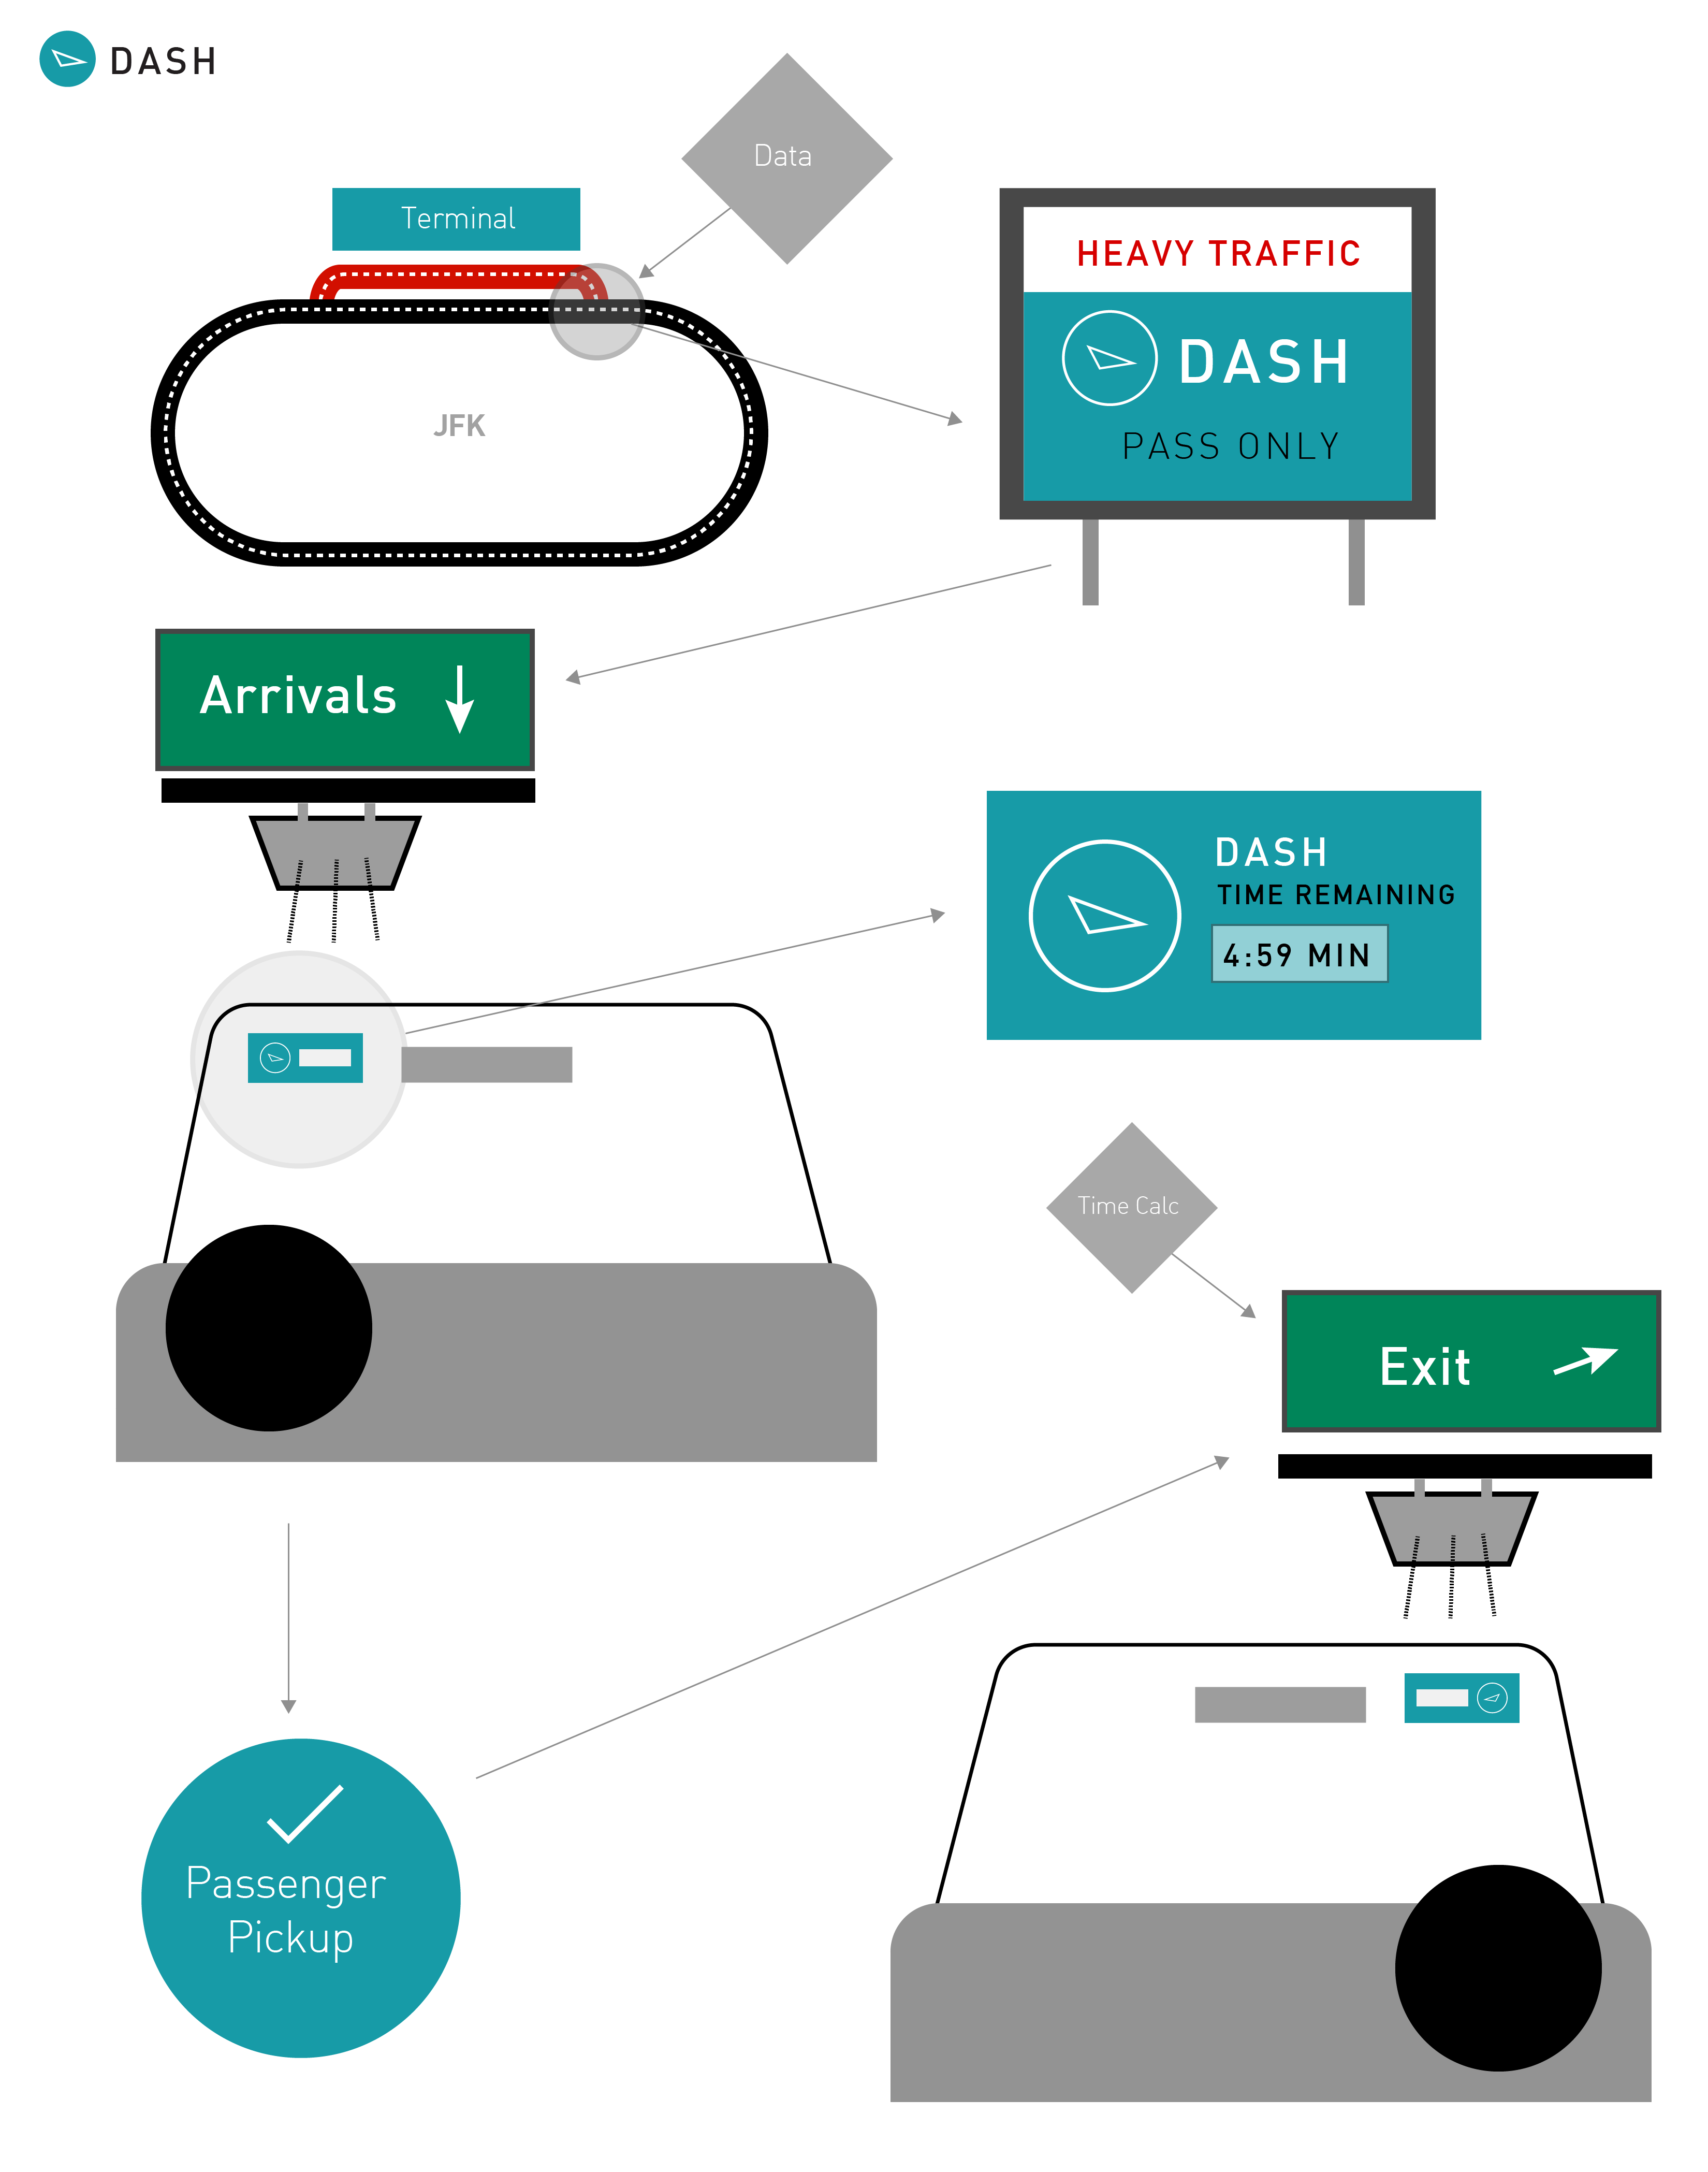 DASH
Data
Terminal
JFK
HEAVY TRAFFIC
DASH
PASS ONLY
Arrivals
DASH
TIME REMAINING
4:59 MIN
Time Calc
Exit
Passenger
Pickup